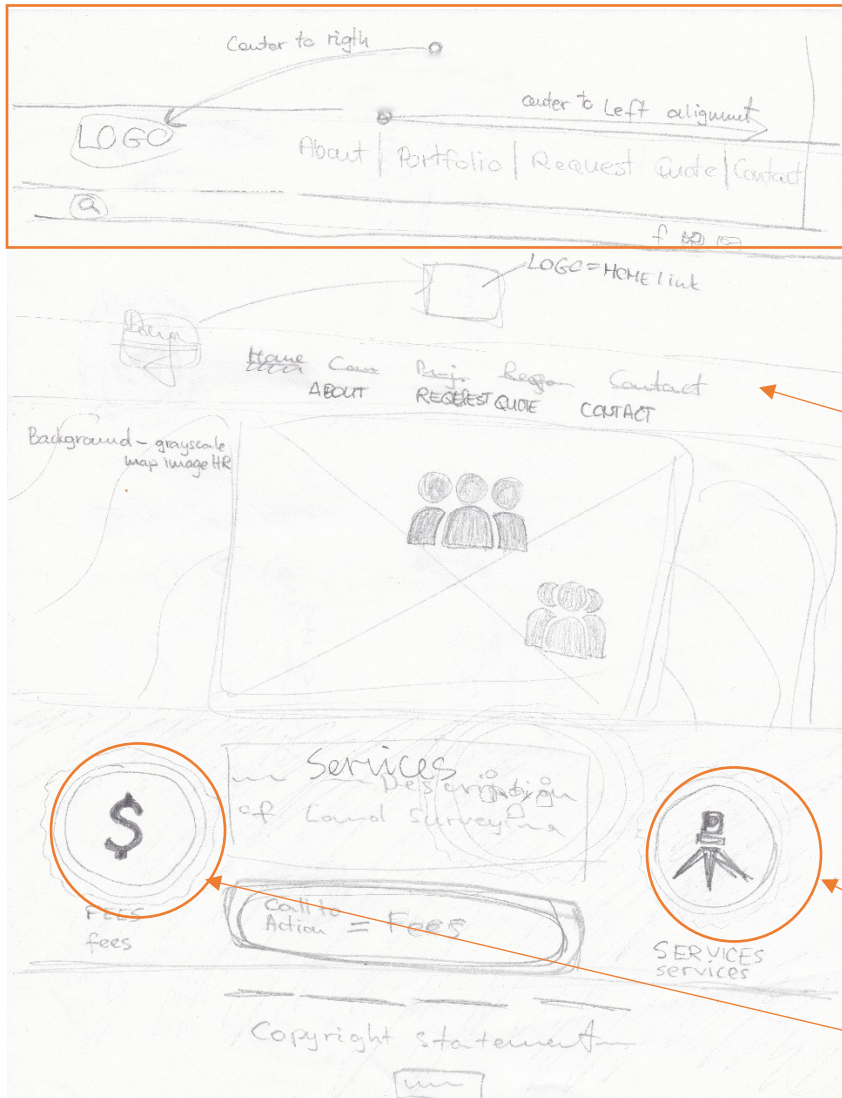 Center to rigth
center to Left alignment
LOGO
About | Portfolio | Request Quote | Contact
f
LOGO = HOME link
Home Contact
ABOUT REQUEST QUOTE CONTACT
Background - grayscale
map image HR
Services
Description
of Land Surveying
$
Call to
Action = Fees
FEES
fees
SERVICES
services
Copyright statement